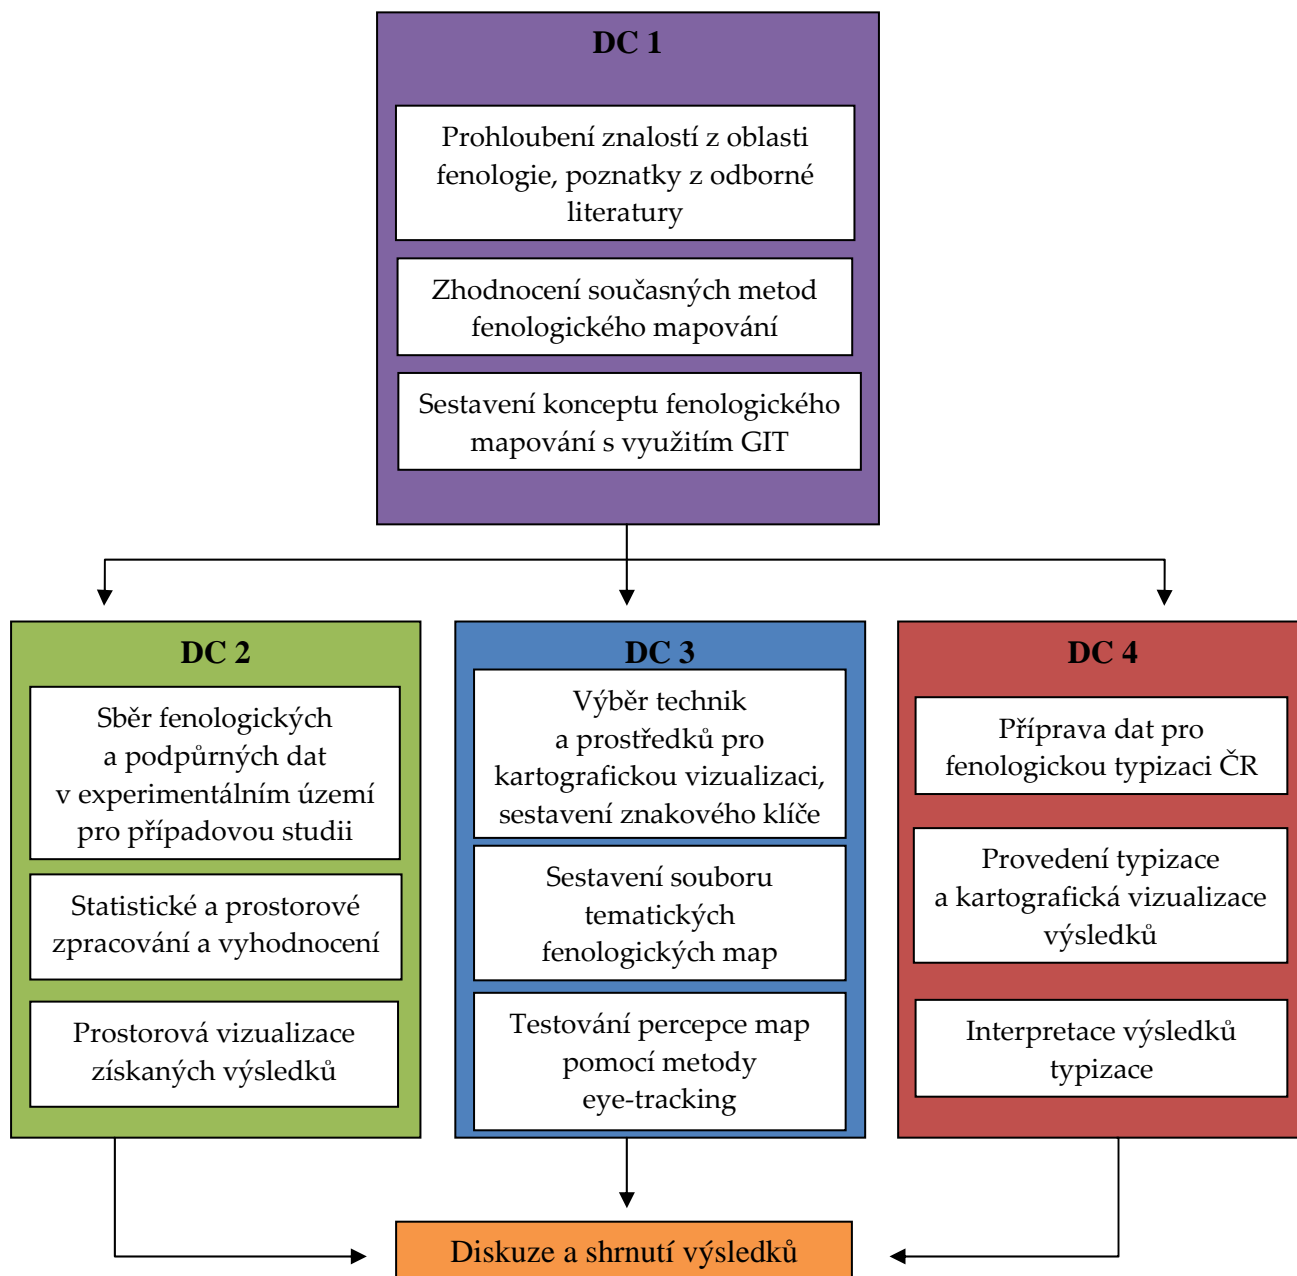 DC 1
Prohloubení znalostí z oblasti
fenologie, poznatky z odborné
literatury
Zhodnocení současných metod
fenologického mapování
Sestavení konceptu fenologického
mapování s využitím GIT
DC 2
Sběr fenologických
a podpůrných dat
v experimentálním území
pro případovou studii
Statistické a prostorové
zpracování a vyhodnocení
Prostorová vizualizace
získaných výsledků
DC 3
Výběr technik
a prostředků pro
kartografickou vizualizaci,
sestavení znakového klíče
Sestavení souboru
tematických
fenologických map
Testování percepce map
pomocí metody
eye-tracking
DC 4
Příprava dat pro
fenologickou typizaci ČR
Provedení typizace
a kartografická vizualizace
výsledků
Interpretace výsledků
typizace
Diskuze a shrnutí výsledků